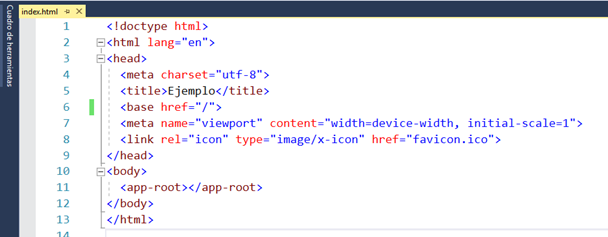 index.html
Cuadro de herramientas
1 <!doctype html>
2 <html lang="en">
3 <head>
4 <meta charset="utf-8">
5 <title>Ejemplo</title>
6 <base href="/">
7 <meta name="viewport" content="width=device-width, initial-scale=1">
8 <link rel="icon" type="image/x-icon" href="favicon.ico">
9 </head>
10 <body>
11 <app-root></app-root>
12 </body>
13 </html>
14